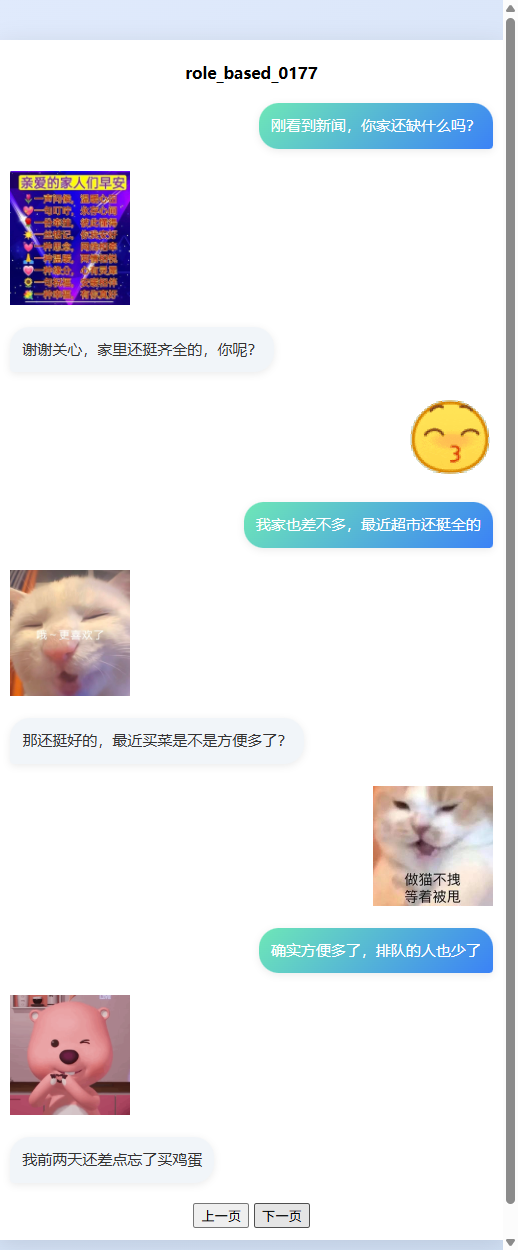 role_based_0177
刚看到新闻，你家还缺什么吗？
亲爱的家人们早安
谢谢关心，家里还挺齐全的，你呢？
我家也差不多，最近超市还挺全的
哦~更喜欢了
那还挺好的，最近买菜是不是方便多了？
做猫不拽
等着被甩
确实方便多了，排队的人也少了
我前两天还差点忘了买鸡蛋
上一页 下一页